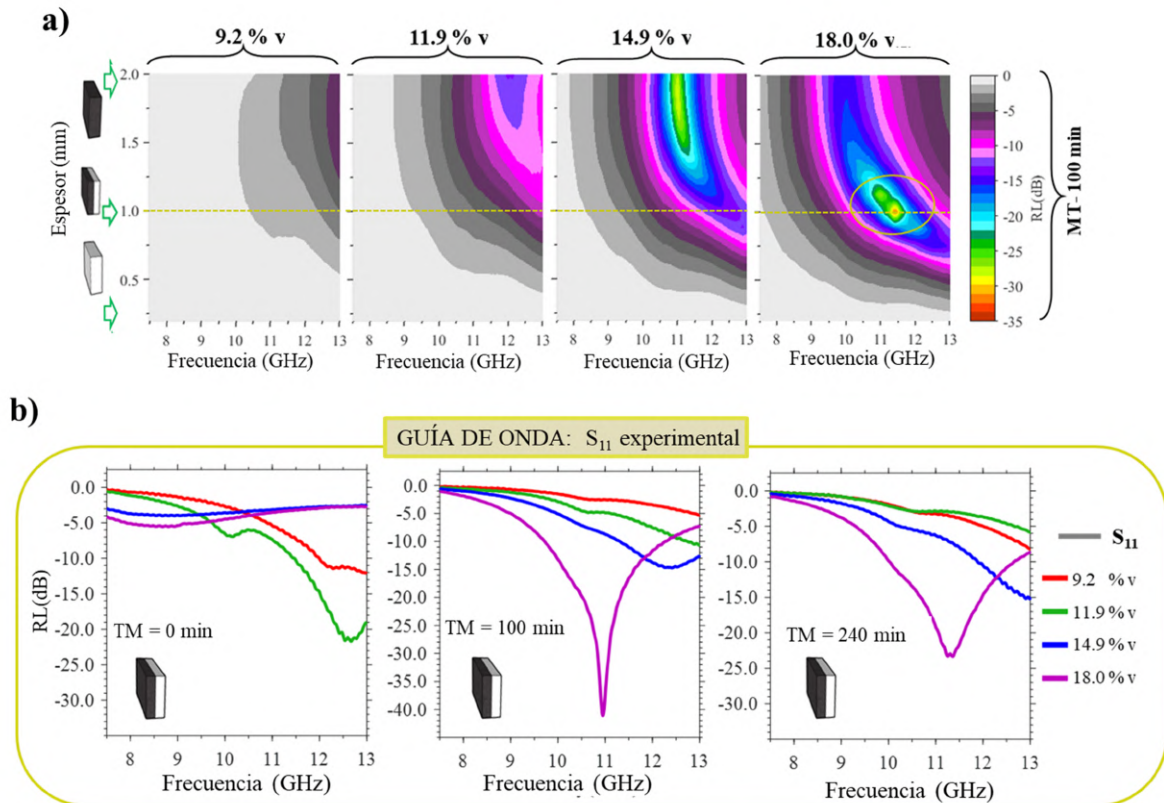 a)
9.2 % v
11.9 % v
14.9 % v
18.0 % v
Espesor (mm)
2.0
1.5
1.0
0.5
8 9 10 11 12 13
Frecuencia (GHz)
8 9 10 11 12 13
Frecuencia (GHz)
8 9 10 11 12 13
Frecuencia (GHz)
8 9 10 11 12 13
Frecuencia (GHz)
0
-5
-10
-15
-20
-25
-30
-35
RL(dB)
MT- 100 min
b)
GUÍA DE ONDA: S11 experimental
RL(dB)
0.0
-5.0
-10.0
-15.0
-20.0
-25.0
-30.0
TM = 0 min
8 9 10 11 12 13
Frecuencia (GHz)
0.0
-5.0
-10.0
-15.0
-20.0
-25.0
-30.0
-35.0
-40.0
TM = 100 min
8 9 10 11 12 13
Frecuencia (GHz)
0.0
-5.0
-10.0
-15.0
-20.0
-25.0
-30.0
TM = 240 min
8 9 10 11 12 13
Frecuencia (GHz)
S11
9.2 % v
11.9 % v
14.9 % v
18.0 % v